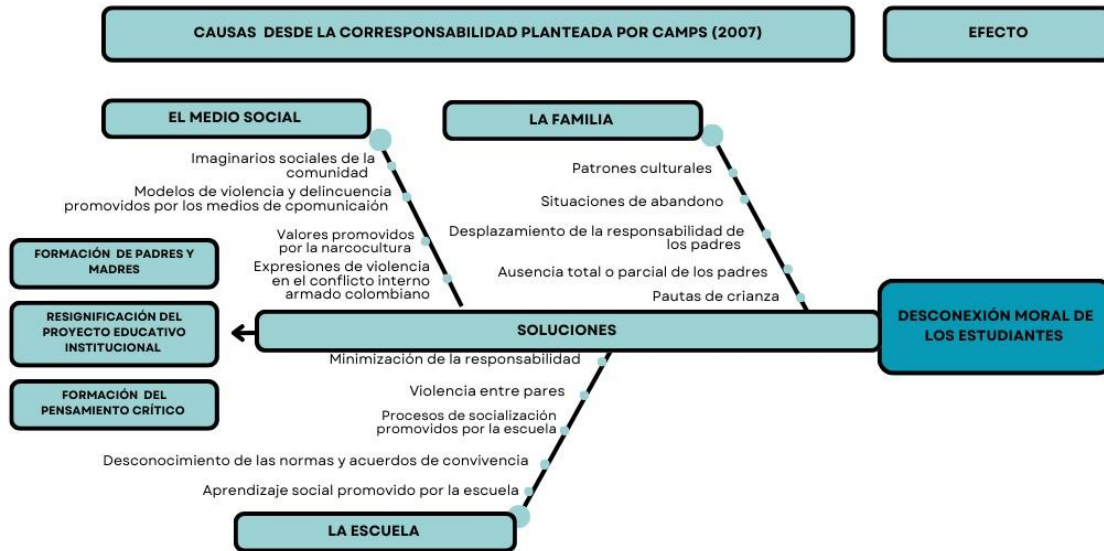 CAUSAS DESDE LA CORRESPONSABILIDAD PLANTEADA POR CAMPS (2007)
EFECTO
EL MEDIO SOCIAL
Imaginarios sociales de la
comunidad
Modelos de violencia y delincuencia
promovidos por los medios de cpomunicaión
Valores promovidos
por la narcocultura
Expresiones de violencia
en el conflicto interno
armado colombiano
LA FAMILIA
Patrones culturales
Situaciones de abandono
Desplazamiento de la responsabilidad de
los padres
Ausencia total o parcial de los padres
Pautas de crianza
FORMACIÓN DE PADRES Y
MADRES
RESIGNIFICACIÓN DEL
PROYECTO EDUCATIVO
INSTITUCIONAL
FORMACIÓN DEL
PENSAMIENTO CRÍTICO
SOLUCIONES
DESCONEXIÓN MORAL DE
LOS ESTUDIANTES
Minimización de la responsabilidad
Violencia entre pares
Procesos de socialización
promovidos por la escuela
Desconocimiento de las normas y acuerdos de convivencia
Aprendizaje social promovido por la escuela
LA ESCUELA